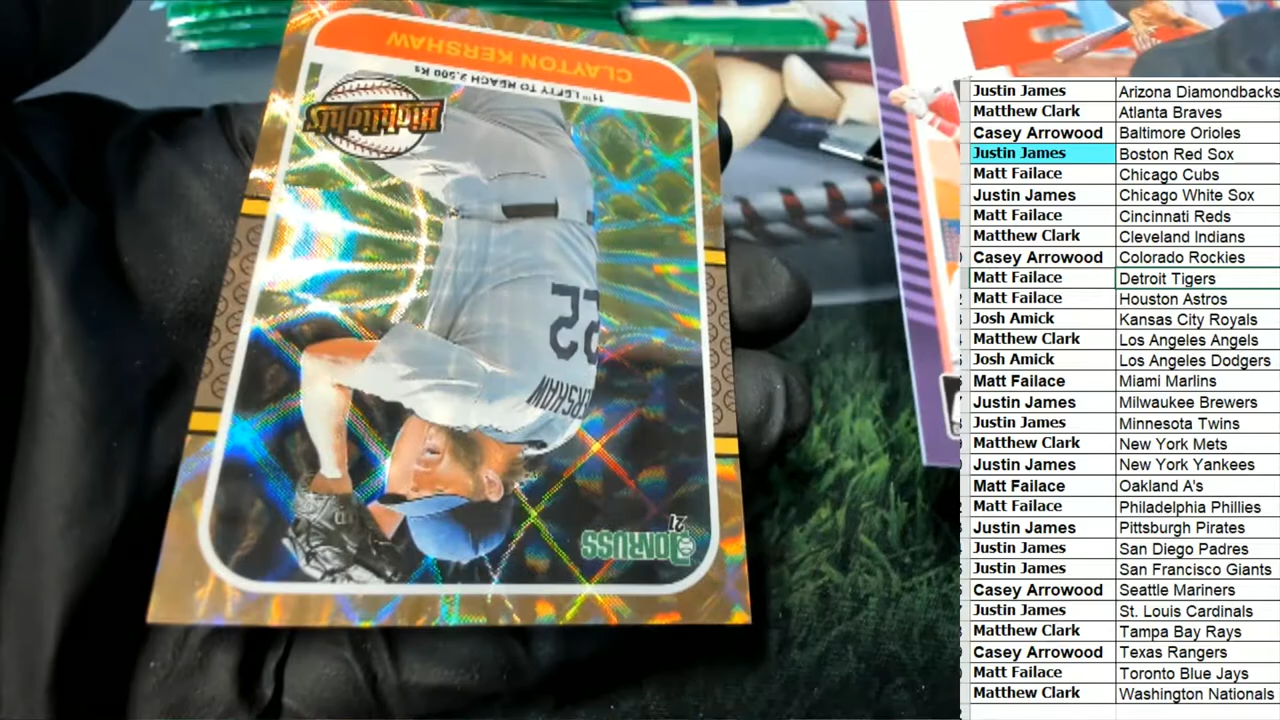 CLAYTON KERSHAW
11TH LEFTY TO REACH 2,500 Ks
Highlights
22
ERSHAW
21
DONRUSS
Justin James Arizona Diamondbacks
Matthew Clark Atlanta Braves
Casey Arrowood Baltimore Orioles
Justin James Boston Red Sox
Matt Failace Chicago Cubs
Justin James Chicago White Sox
Matt Failace Cincinnati Reds
Matthew Clark Cleveland Indians
Casey Arrowood Colorado Rockies
Matt Failace Detroit Tigers
Matt Failace Houston Astros
Josh Amick Kansas City Royals
Matthew Clark Los Angeles Angels
Josh Amick Los Angeles Dodgers
Matt Failace Miami Marlins
Justin James Milwaukee Brewers
Justin James Minnesota Twins
Matthew Clark New York Mets
Justin James New York Yankees
Matt Failace Oakland A's
Matt Failace Philadelphia Phillies
Justin James Pittsburgh Pirates
Justin James San Diego Padres
Justin James San Francisco Giants
Casey Arrowood Seattle Mariners
Justin James St. Louis Cardinals
Matthew Clark Tampa Bay Rays
Casey Arrowood Texas Rangers
Matt Failace Toronto Blue Jays
Matthew Clark Washington Nationals